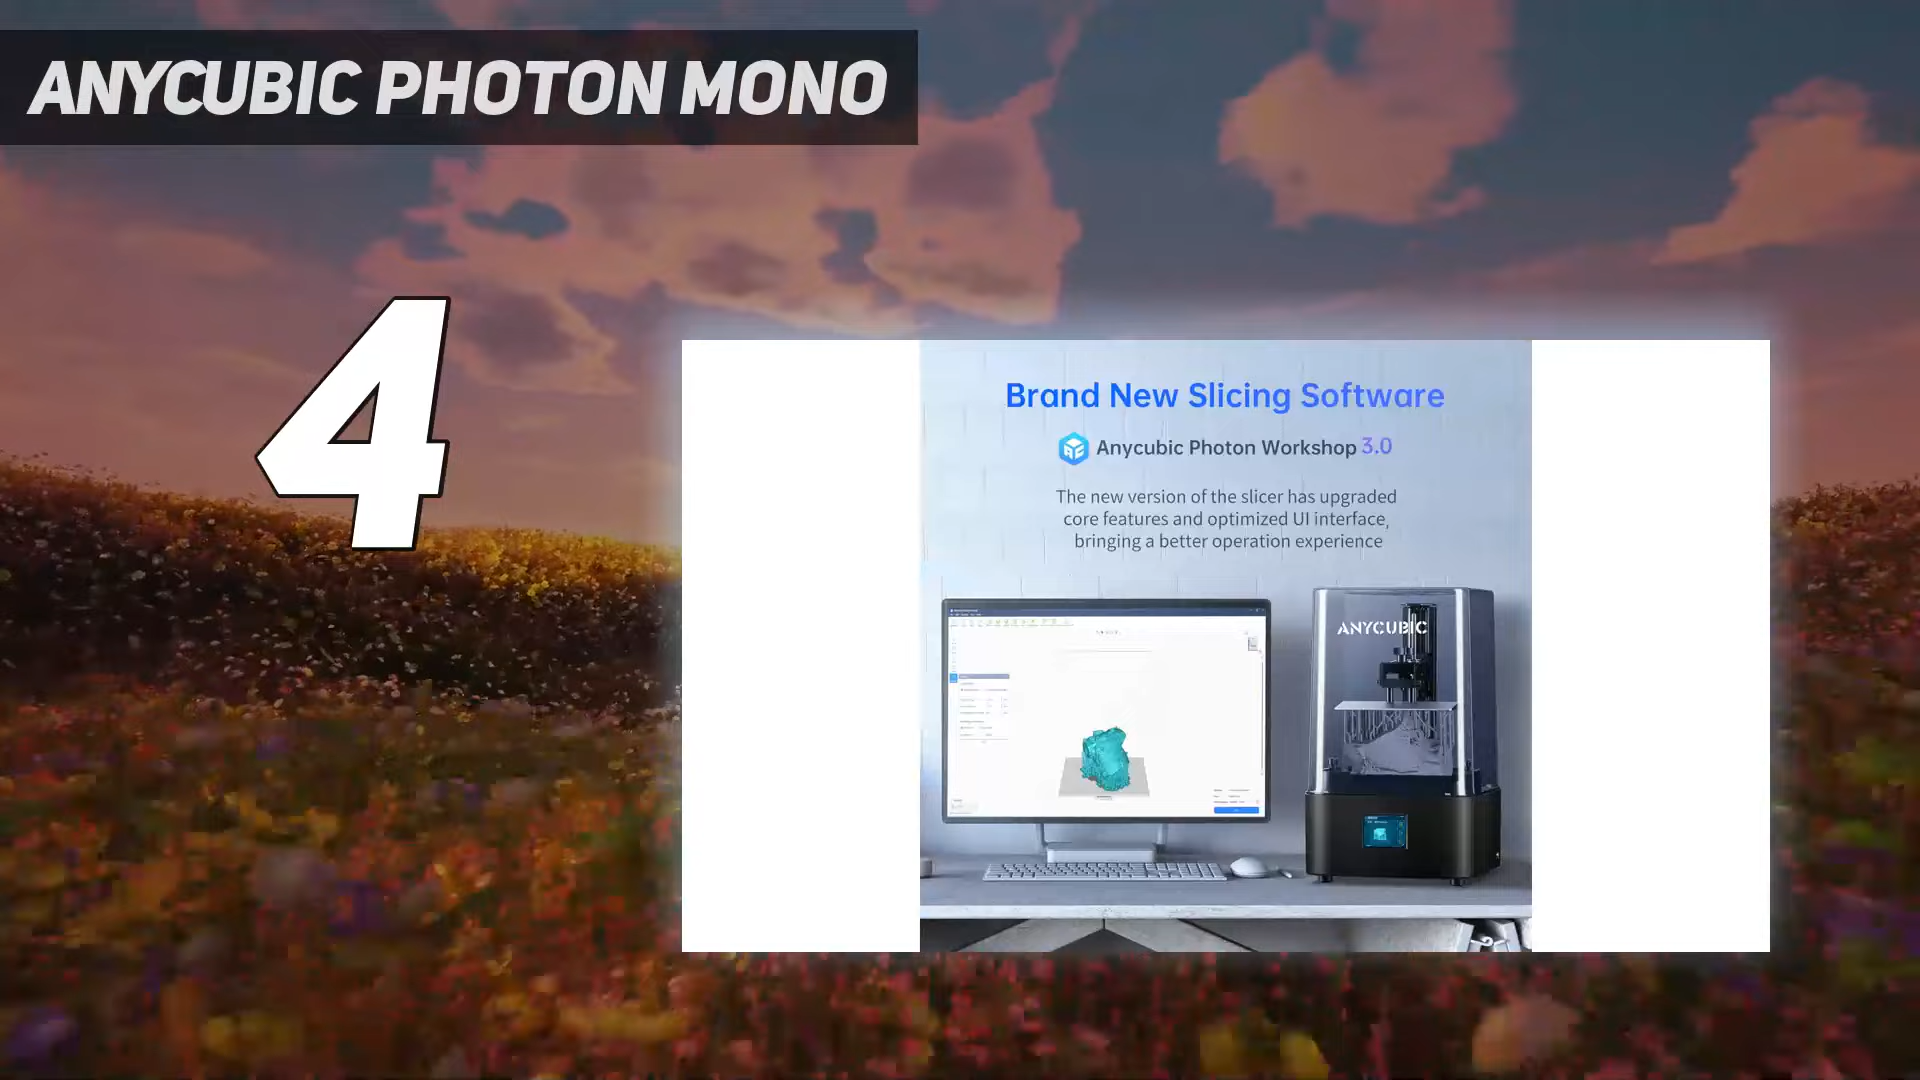 ANYCUBIC PHOTON MONO
4
Brand New Slicing Software
Anycubic Photon Workshop 3.0
The new version of the slicer has upgraded
core features and optimized UI interface,
bringing a better operation experience
ANYCUBIC